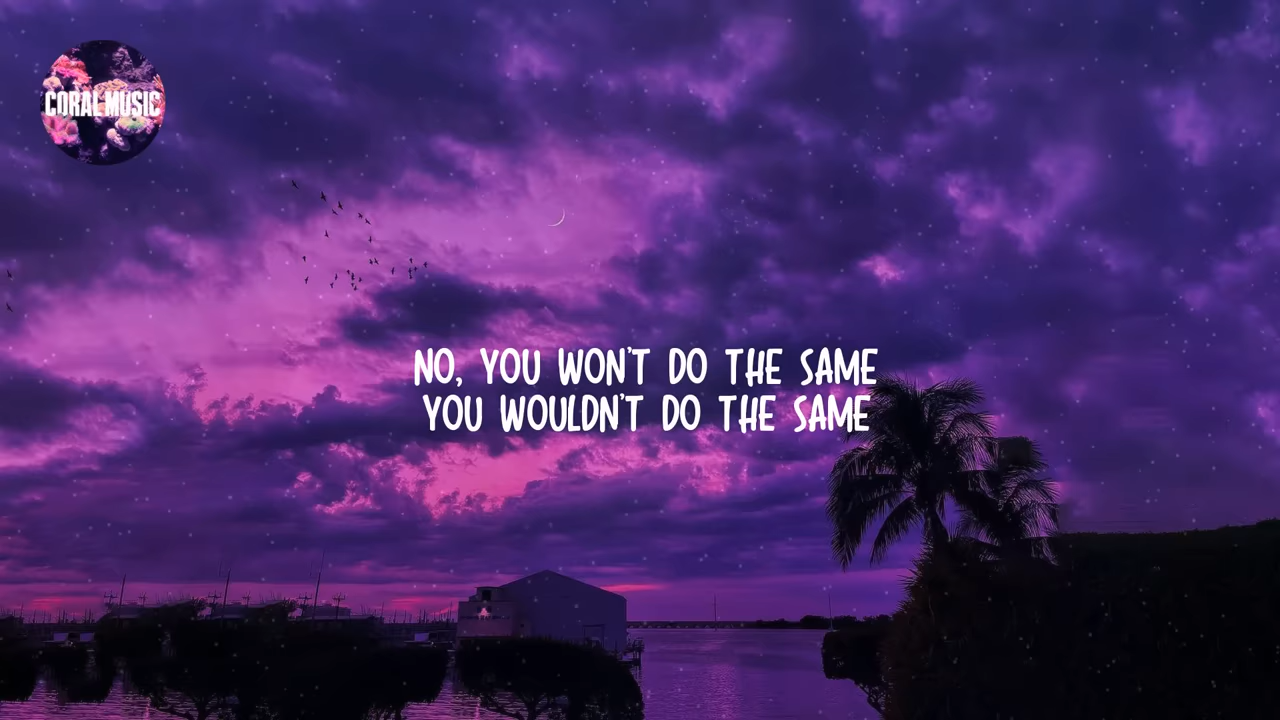 CORAL MUSIC
NO, YOU WON'T DO THE SAME
YOU WOULDN'T DO THE SAME